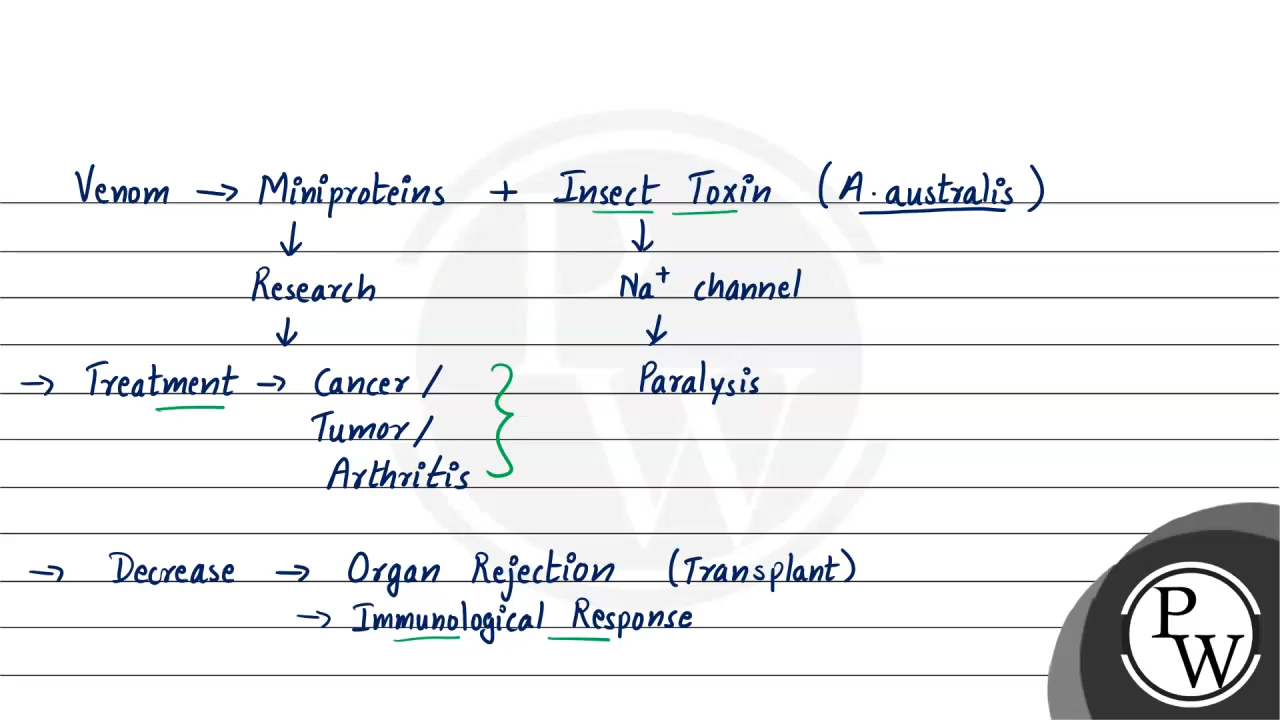 Venom → Miniproteins + Insect Toxin (A. australis)
↓ ↓
Research Na⁺ channel
↓ ↓
→ Treatment → Cancer / Paralysis
Tumor /
Arthritis
→ Decrease → Organ Rejection (Transplant)
→ Immunological Response
PW